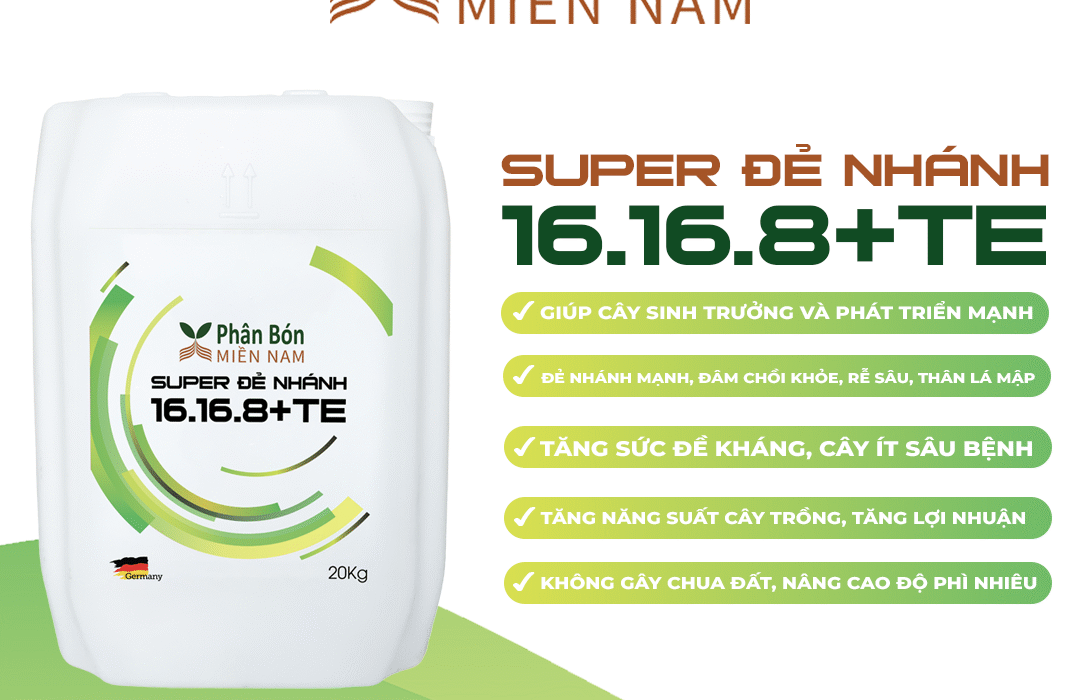 MIỀN NAM
SUPER ĐẺ NHÁNH
16.16.8+TE
GIÚP CÂY SINH TRƯỞNG VÀ PHÁT TRIỂN MẠNH
ĐẺ NHÁNH MẠNH, ĐÂM CHỒI KHỎE, RỄ SÂU, THÂN LÁ MẬP
TĂNG SỨC ĐỀ KHÁNG, CÂY ÍT SÂU BỆNH
TĂNG NĂNG SUẤT CÂY TRỒNG, TĂNG LỢI NHUẬN
KHÔNG GÂY CHUA ĐẤT, NÂNG CAO ĐỘ PHÌ NHIÊU
Phân Bón
MIỀN NAM
SUPER ĐẺ NHÁNH
16.16.8+TE
Germany
20Kg